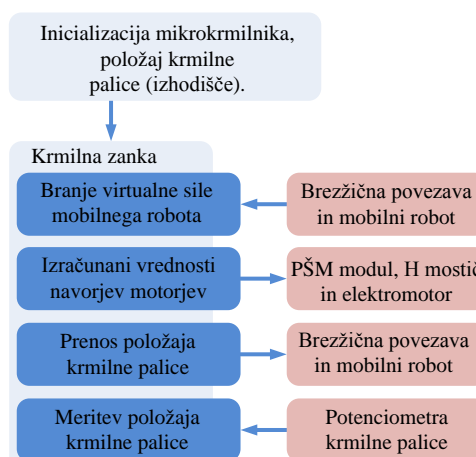 Inicializacija mikrokrmilnika,
položaj krmilne
palice (izhodišče).
Krmilna zanka
Branje virtualne sile
mobilnega robota
Brezžična povezava
in mobilni robot
Izračunani vrednosti
navorjev motorjev
PŠM modul, H mostič
in elektromotor
Prenos položaja
krmilne palice
Brezžična povezava
in mobilni robot
Meritev položaja
krmilne palice
Potenciometra
krmilne palice